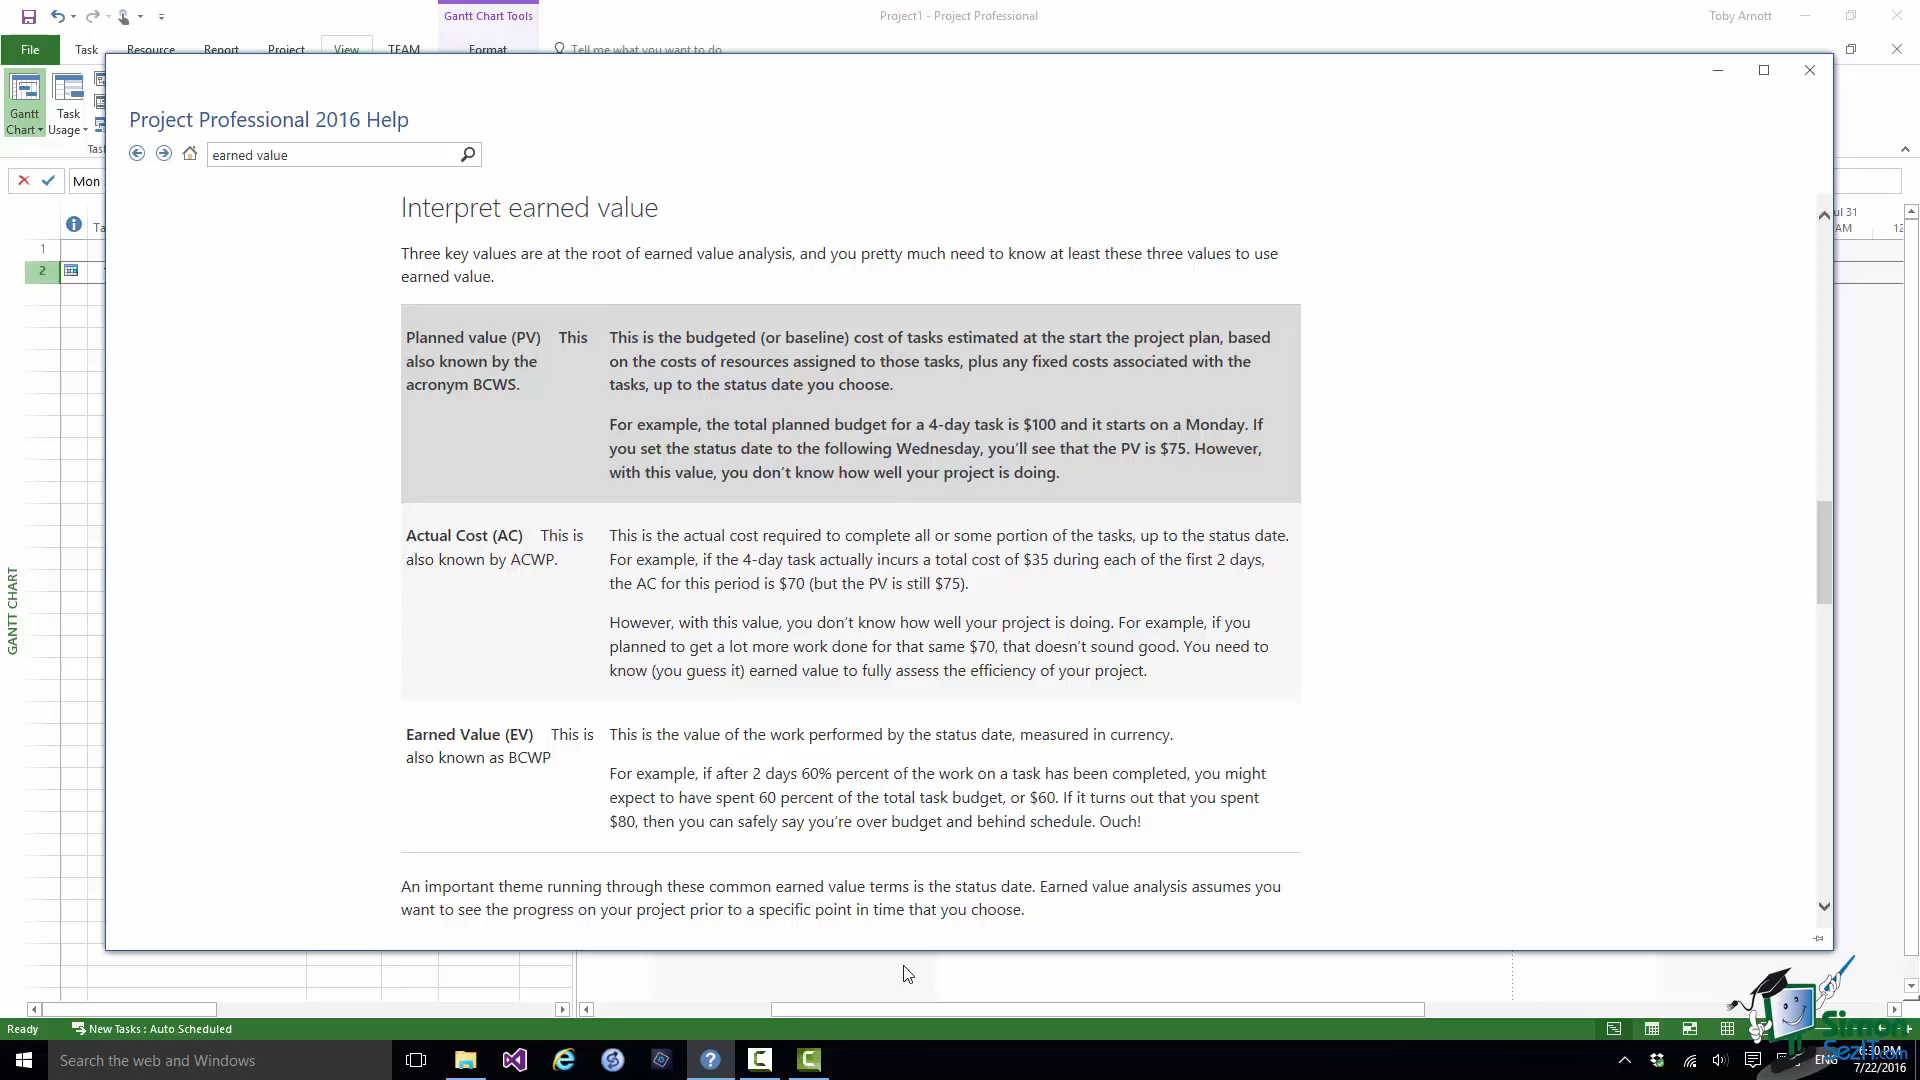 Gantt Chart Tools
Project1 - Project Professional
Toby Arnott
File Task Resource Report Project View TEAM Format Tell me what you want to do
Gantt
Chart
Task
Usage
Tas
Project Professional 2016 Help
earned value
Mon
Ta
1
2
Jul 31
AM
12
GANTT CHART
Interpret earned value
Three key values are at the root of earned value analysis, and you pretty much need to know at least these three values to use
earned value.
Planned value (PV) This
also known by the
acronym BCWS.
This is the budgeted (or baseline) cost of tasks estimated at the start the project plan, based
on the costs of resources assigned to those tasks, plus any fixed costs associated with the
tasks, up to the status date you choose.
For example, the total planned budget for a 4-day task is $100 and it starts on a Monday. If
you set the status date to the following Wednesday, you’ll see that the PV is $75. However,
with this value, you don’t know how well your project is doing.
Actual Cost (AC) This is
also known by ACWP.
This is the actual cost required to complete all or some portion of the tasks, up to the status date.
For example, if the 4-day task actually incurs a total cost of $35 during each of the first 2 days,
the AC for this period is $70 (but the PV is still $75).
However, with this value, you don’t know how well your project is doing. For example, if you
planned to get a lot more work done for that same $70, that doesn’t sound good. You need to
know (you guess it) earned value to fully assess the efficiency of your project.
Earned Value (EV) This is
also known as BCWP
This is the value of the work performed by the status date, measured in currency.
For example, if after 2 days 60% percent of the work on a task has been completed, you might
expect to have spent 60 percent of the total task budget, or $60. If it turns out that you spent
$80, then you can safely say you’re over budget and behind schedule. Ouch!
An important theme running through these common earned value terms is the status date. Earned value analysis assumes you
want to see the progress on your project prior to a specific point in time that you choose.
Ready New Tasks : Auto Scheduled
Simon
SezIT.com
Search the web and Windows
ENG
6:30 PM
7/22/2016